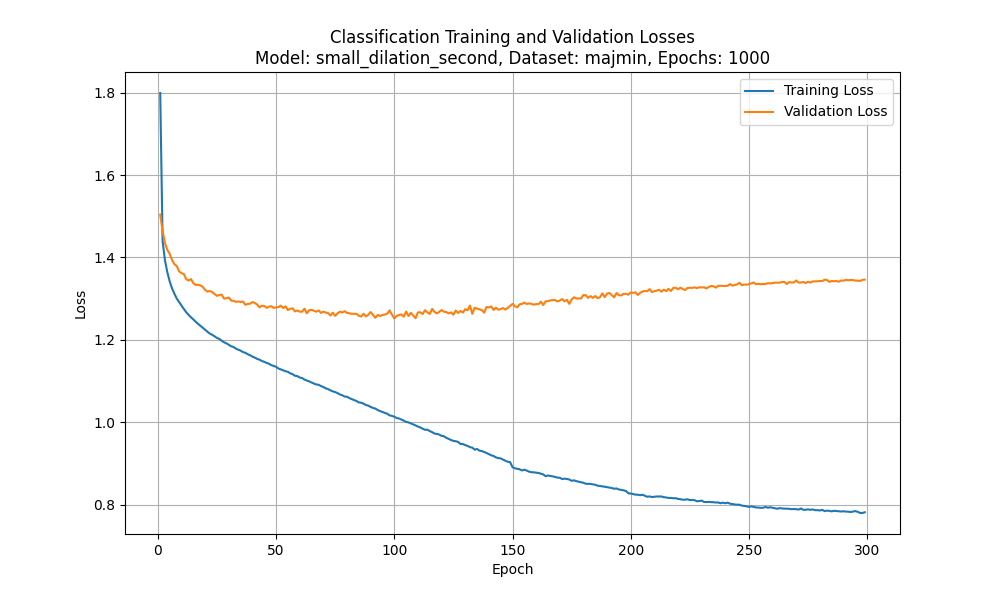 Classification Training and Validation Losses
Model: small_dilation_second, Dataset: majmin, Epochs: 1000
Training Loss
Validation Loss
1.8
1.6
1.4
1.2
1.0
0.8
Loss
0
50
100
150
200
250
300
Epoch